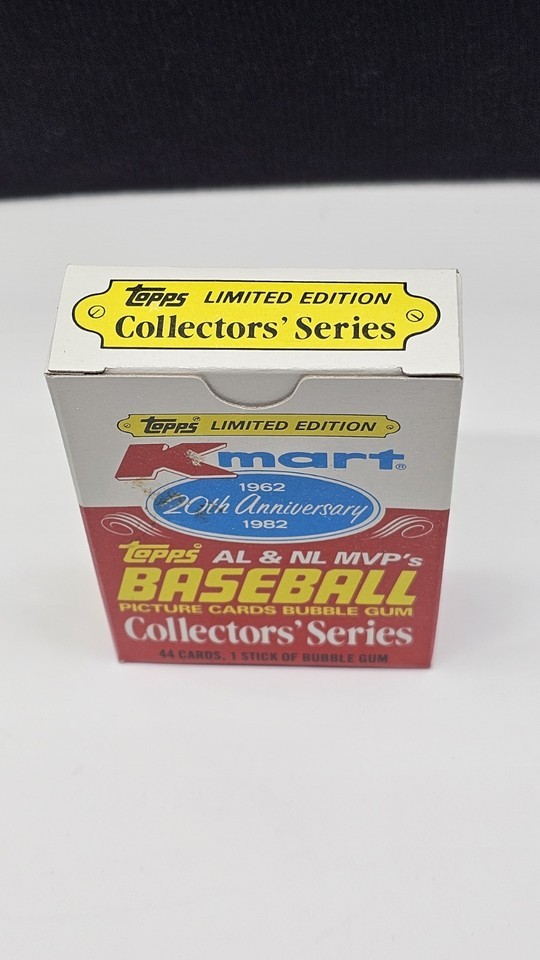 Topps LIMITED EDITION
Collectors' Series
Topps® LIMITED EDITION
Kmart®
1962
20th Anniversary
1982
Topps® AL & NL MVP's
BASEBALL
PICTURE CARDS BUBBLE GUM
Collectors' Series
44 CARDS, 1 STICK OF BUBBLE GUM